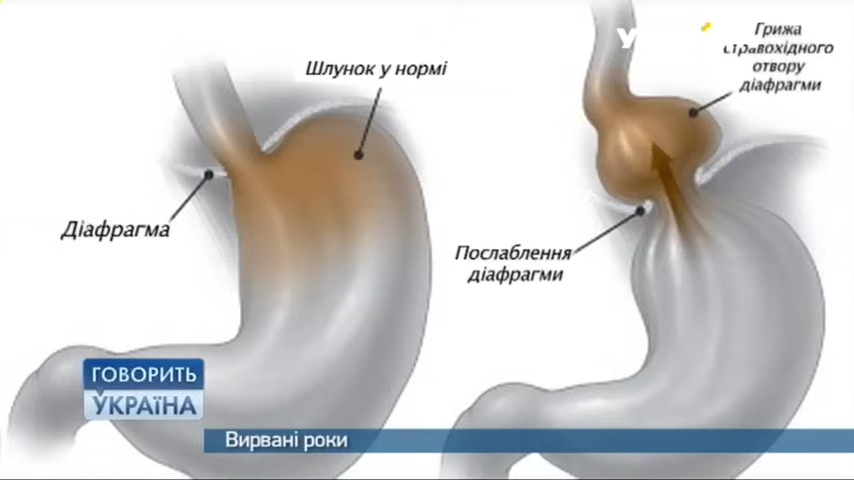 Шлунок у нормі
Діафрагма
Грижа
стравохідного
отвору
діафрагми
Послаблення
діафрагми
ГОВОРИТЬ
УКРАЇНА
Вирвані роки